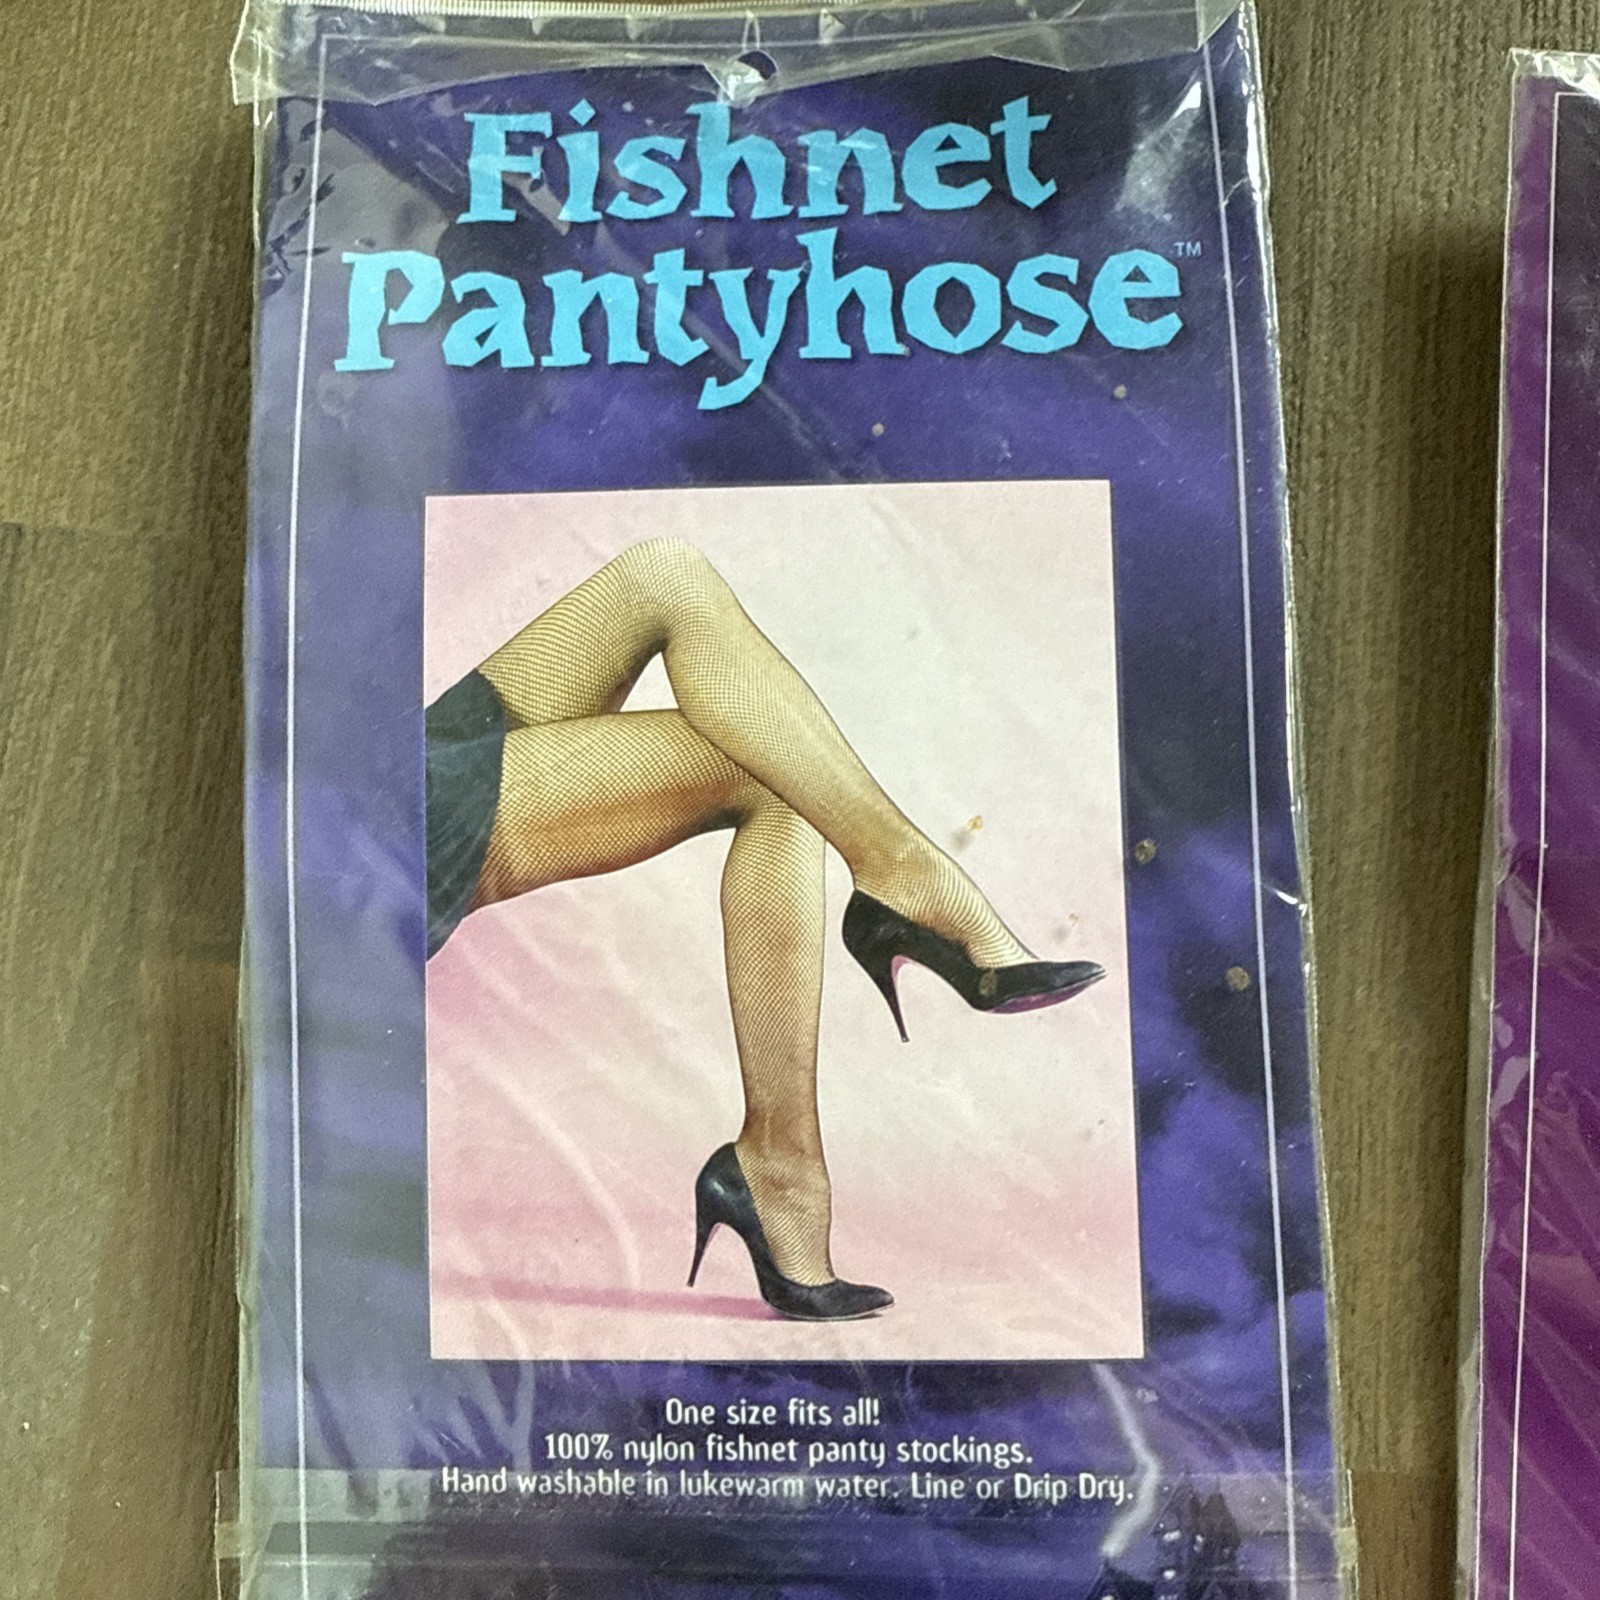 Fishnet
Pantyhose™
One size fits all!
100% nylon fishnet panty stockings.
Hand washable in lukewarm water. Line or Drip Dry.